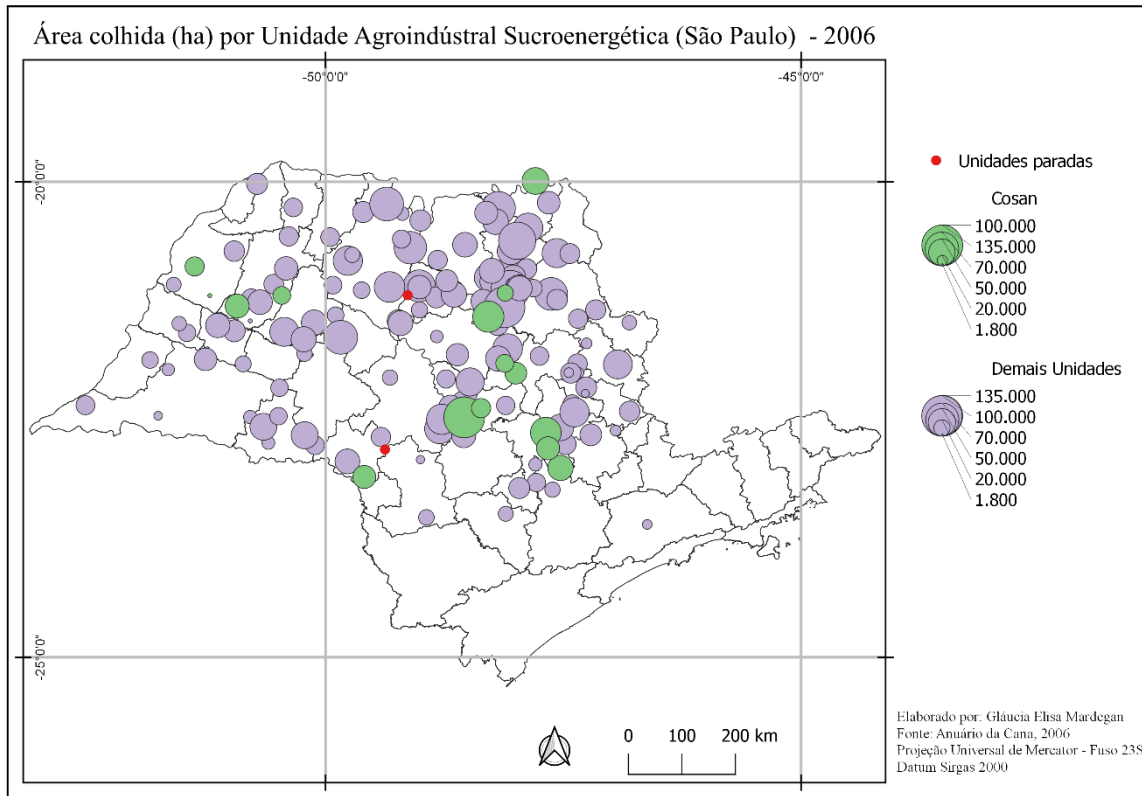 Área colhida (ha) por Unidade Agroindústral Sucroenergética (São Paulo) - 2006
-50°0'0"
-45°0'0"
-20°0'0"
-25°0'0"
Unidades paradas
Cosan
100.000
135.000
70.000
50.000
20.000
1.800
Demais Unidades
135.000
100.000
70.000
50.000
20.000
1.800
0 100 200 km
Elaborado por: Gláucia Elisa Mardegan
Fonte: Anuário da Cana, 2006
Projeção Universal de Mercator - Fuso 23S
Datum Sirgas 2000